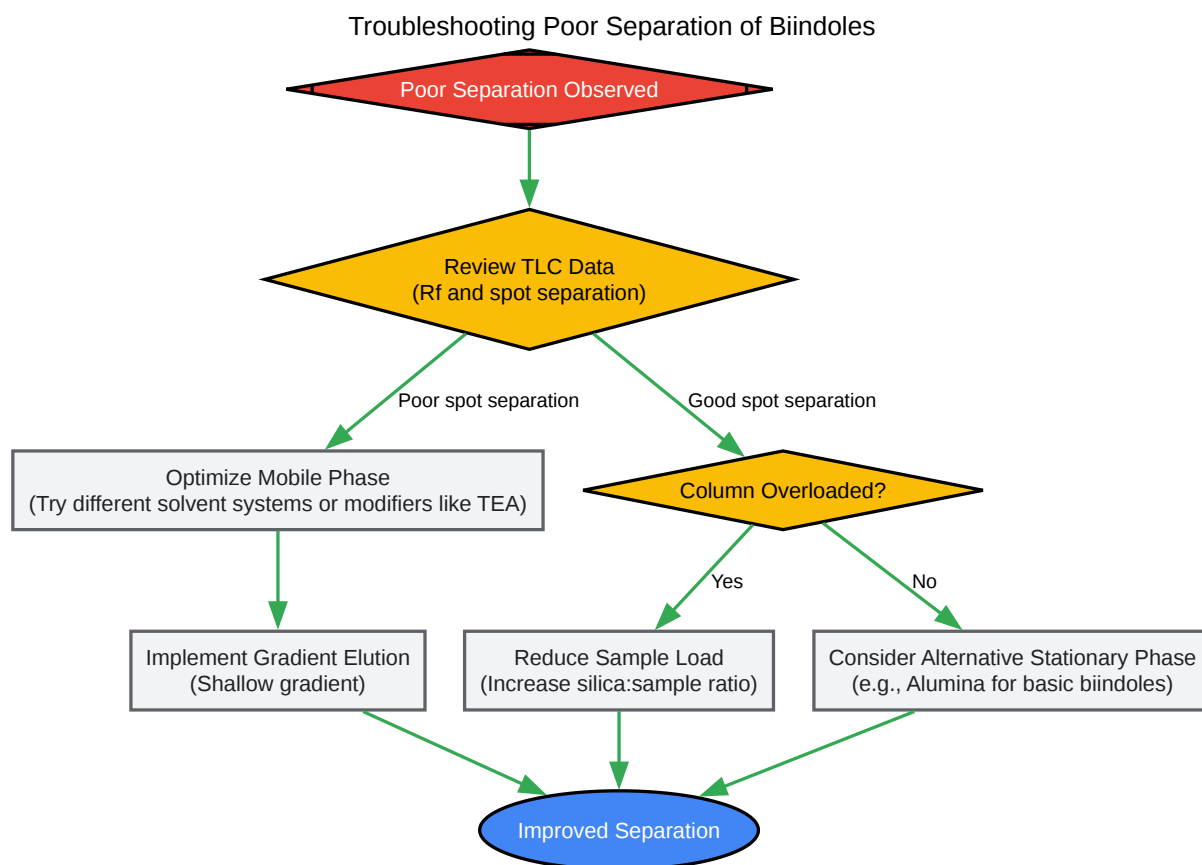 Troubleshooting Poor Separation of Biindoles
Poor Separation Observed
Review TLC Data
(Rf and spot separation)
Poor spot separation
Good spot separation
Optimize Mobile Phase
(Try different solvent systems or modifiers like TEA)
Column Overloaded?
Yes
No
Implement Gradient Elution
(Shallow gradient)
Reduce Sample Load
(Increase silica:sample ratio)
Consider Alternative Stationary Phase
(e.g., Alumina for basic biindoles)
Improved Separation